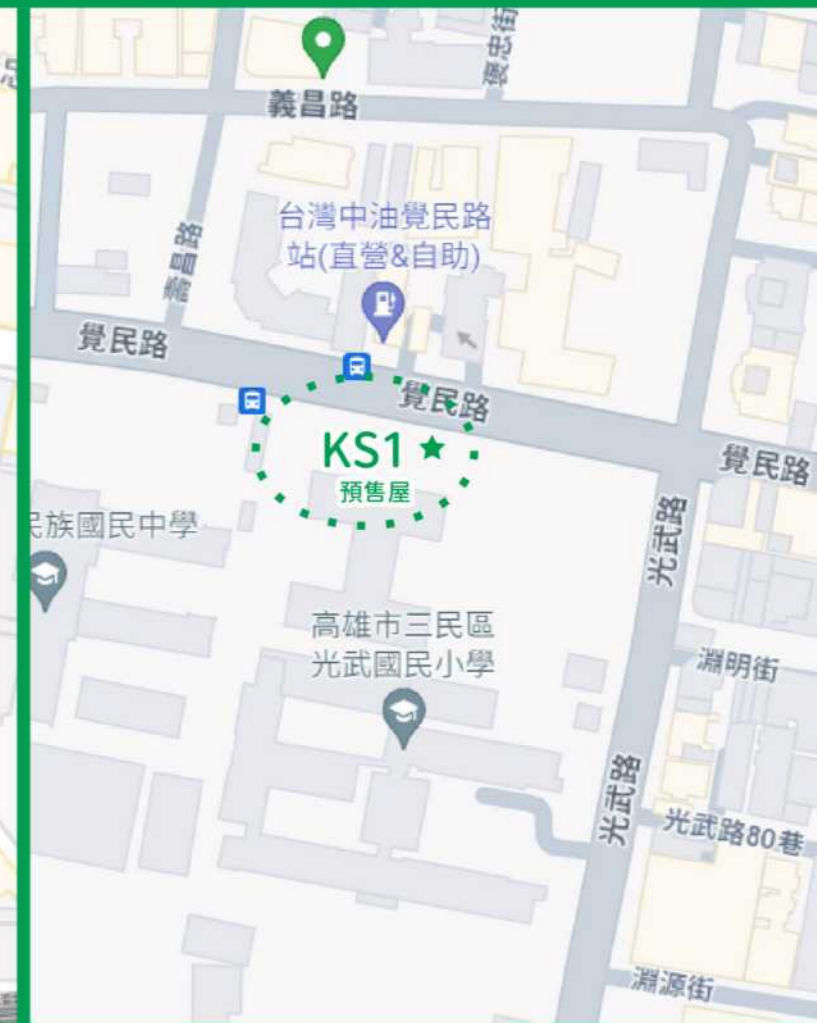 褒忠街
義昌路
台灣中油覺民路
站(直營&自助)
壽昌路
覺民路
覺民路
KS1
預售屋
覺民路
民族國民中學
光武路
高雄市三民區
光武國民小學
淵明街
光武路
光武路80巷
淵源街